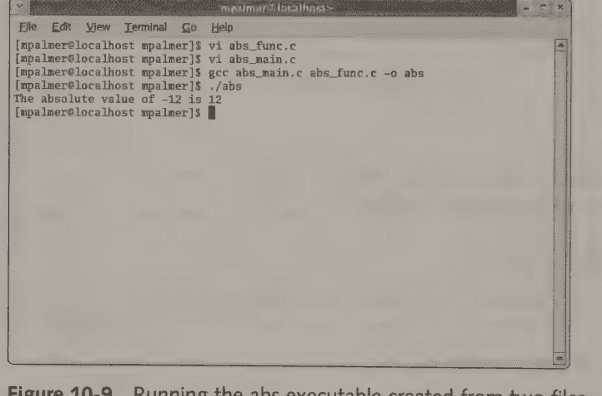 mpalmer@localhost:~
File Edit View Terminal Go Help
[mpalmer@localhost mpalmer]$ vi abs_func.c
[mpalmer@localhost mpalmer]$ vi abs_main.c
[mpalmer@localhost mpalmer]$ gcc abs_main.c abs_func.c -o abs
[mpalmer@localhost mpalmer]$ ./abs
The absolute value of -12 is 12
[mpalmer@localhost mpalmer]$
Figure 10-9 Running the abs executable created from two files